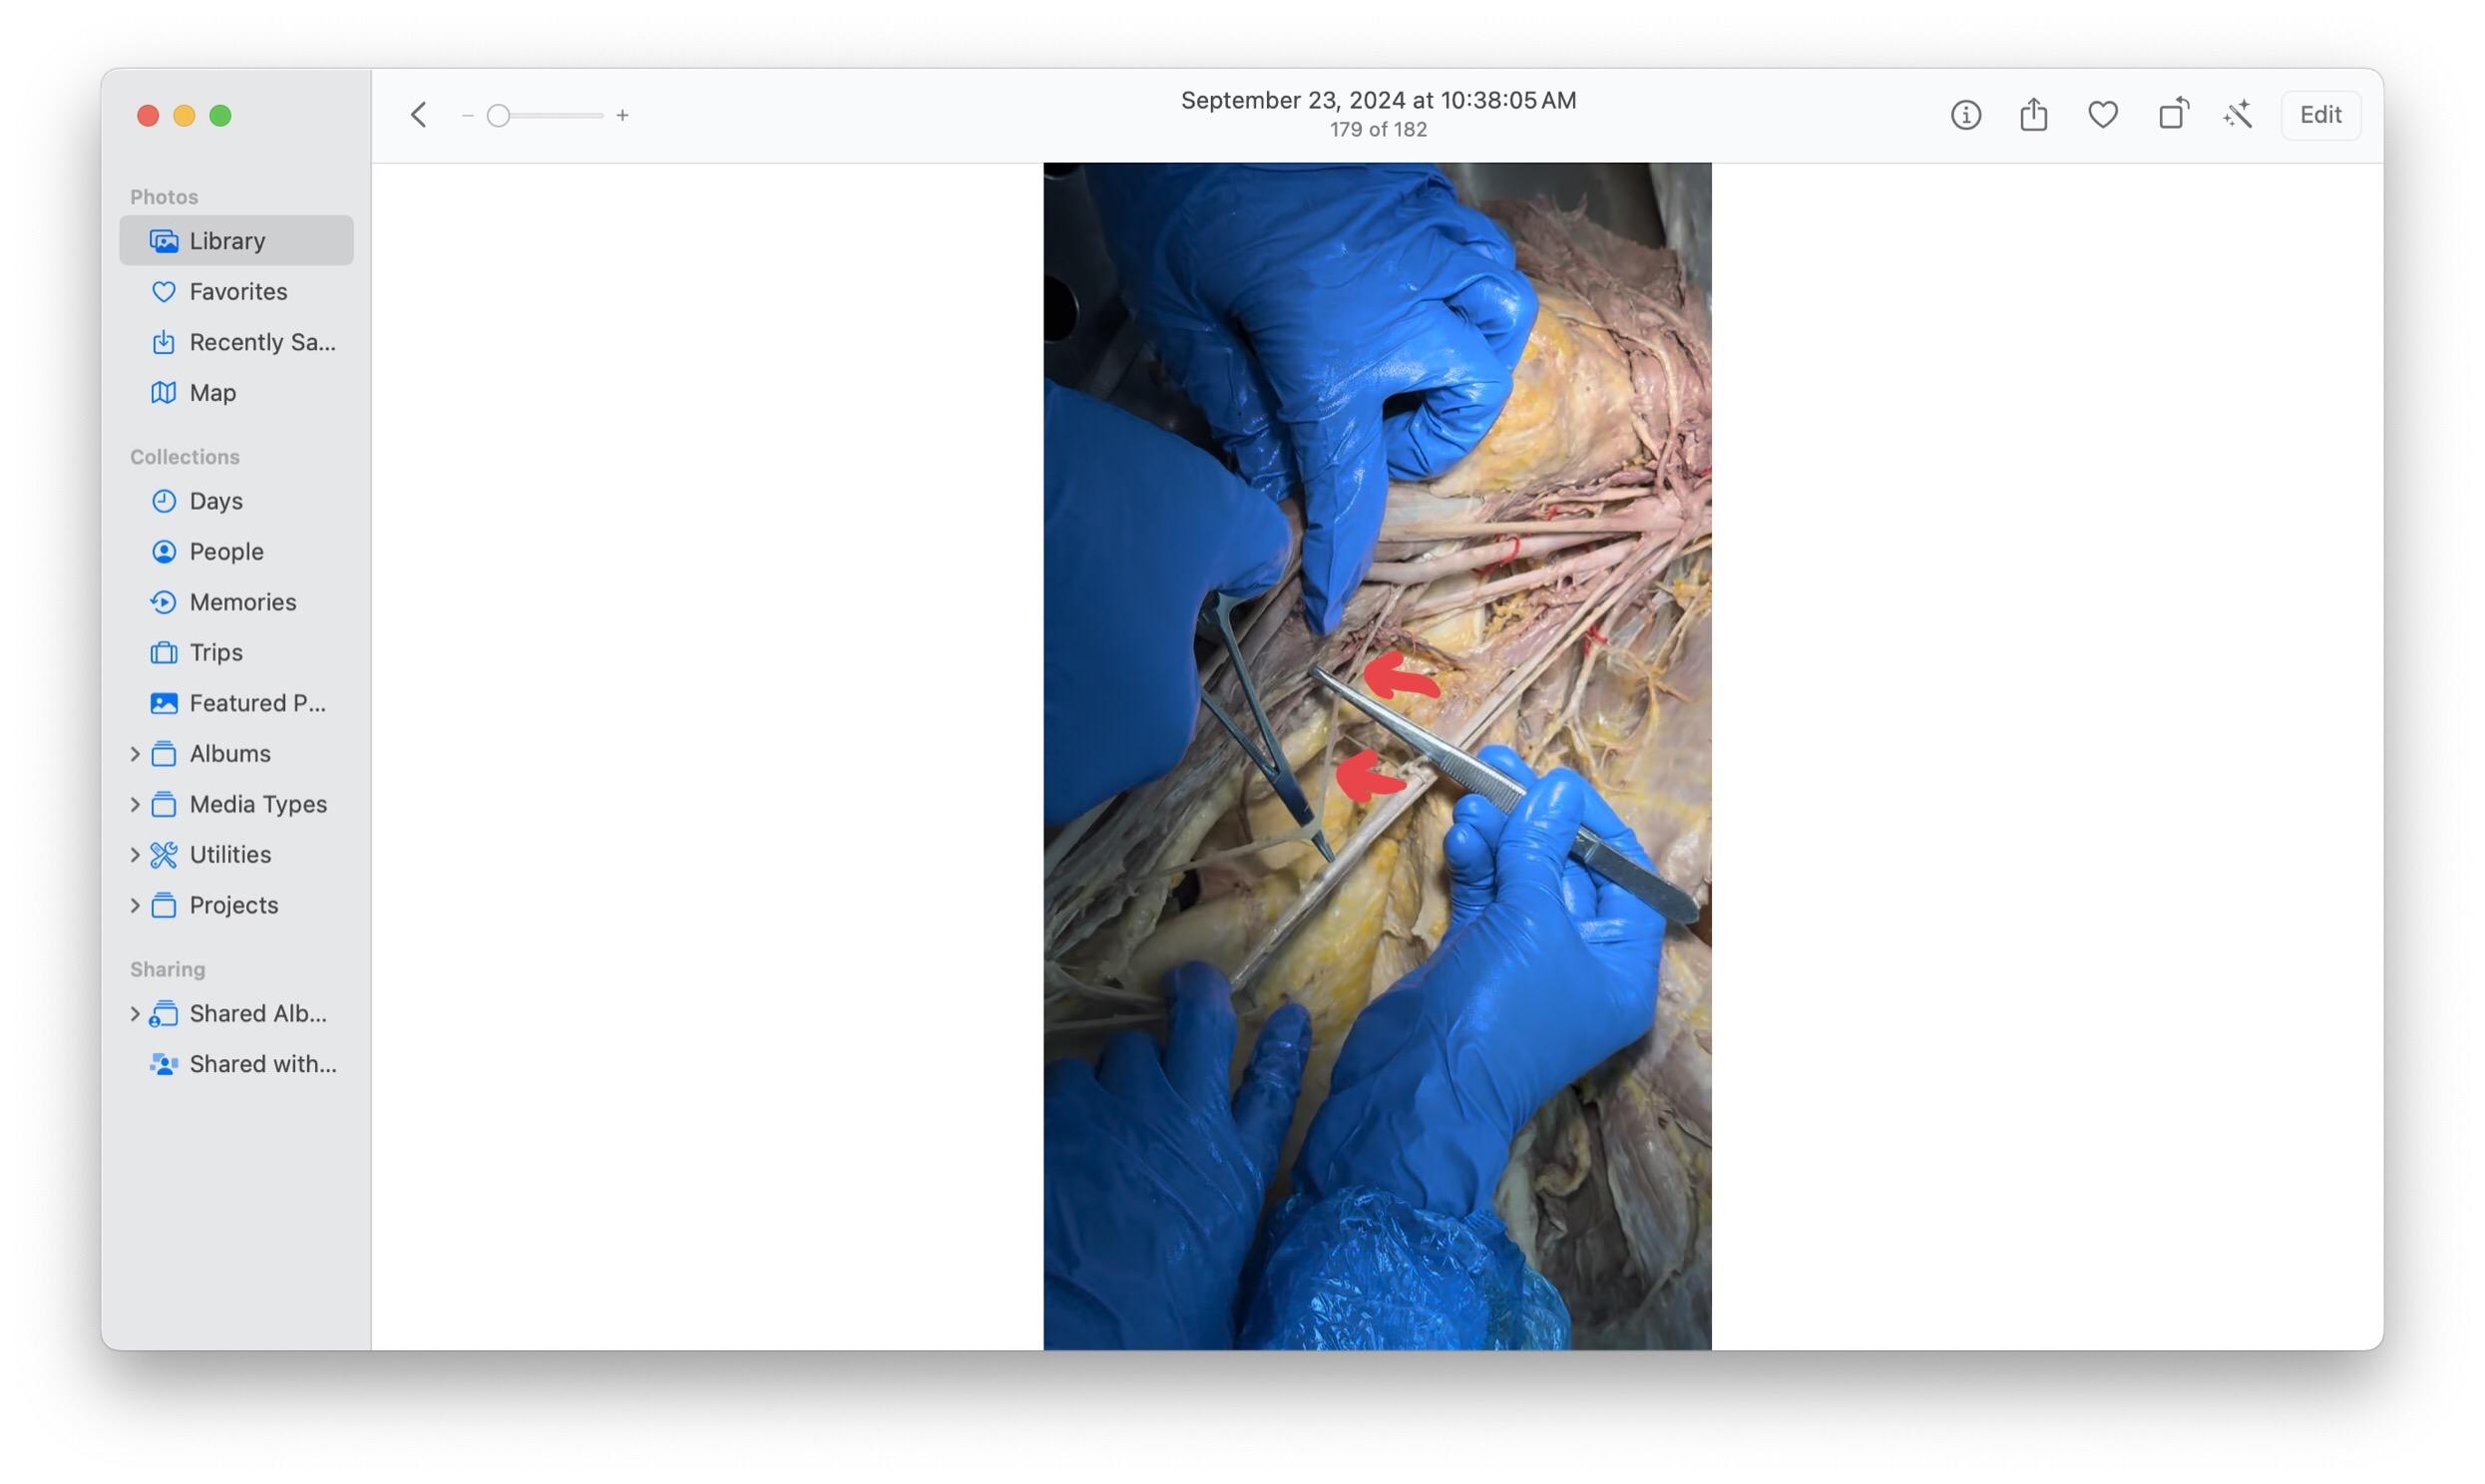 September 23, 2024 at 10:38:05 AM
179 of 182
Edit
Photos
Library
Favorites
Recently Sa...
Map
Collections
Days
People
Memories
Trips
Featured P...
Albums
Media Types
Utilities
Projects
Sharing
Shared Alb...
Shared with...